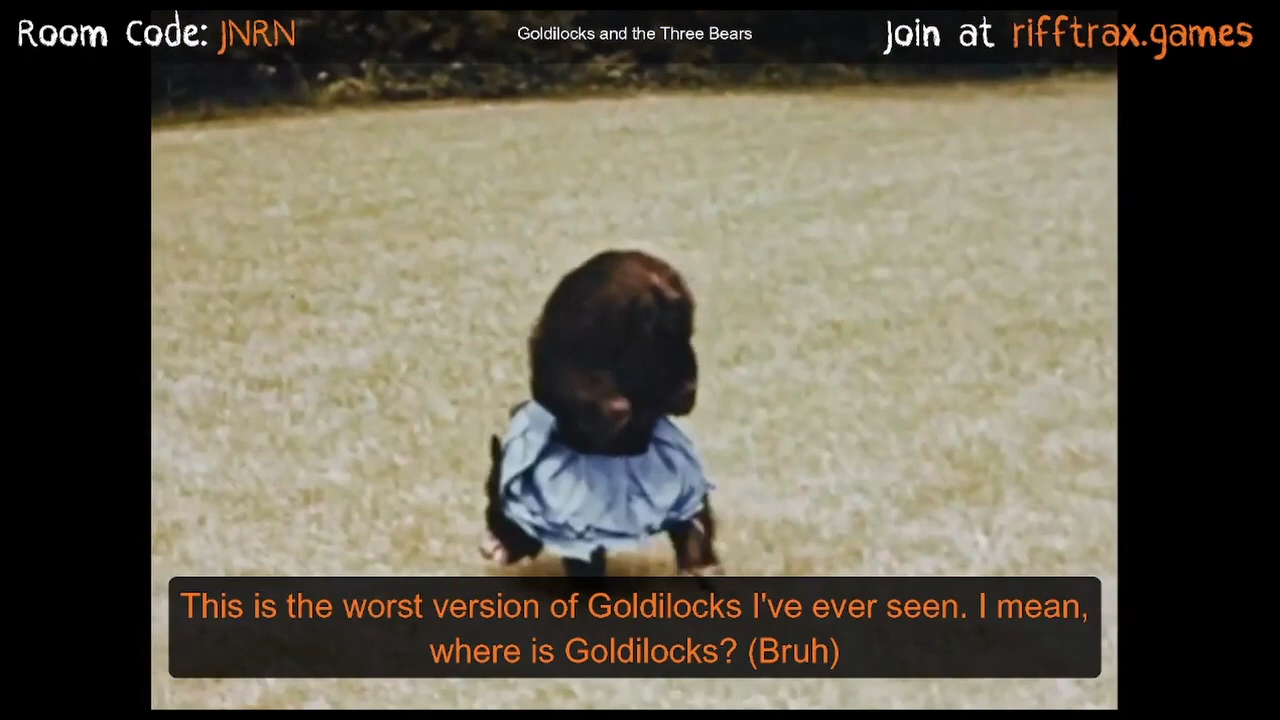 Room Code: JNRN
Goldilocks and the Three Bears
Join at rifftrax.games
This is the worst version of Goldilocks I've ever seen. I mean,
where is Goldilocks? (Bruh)